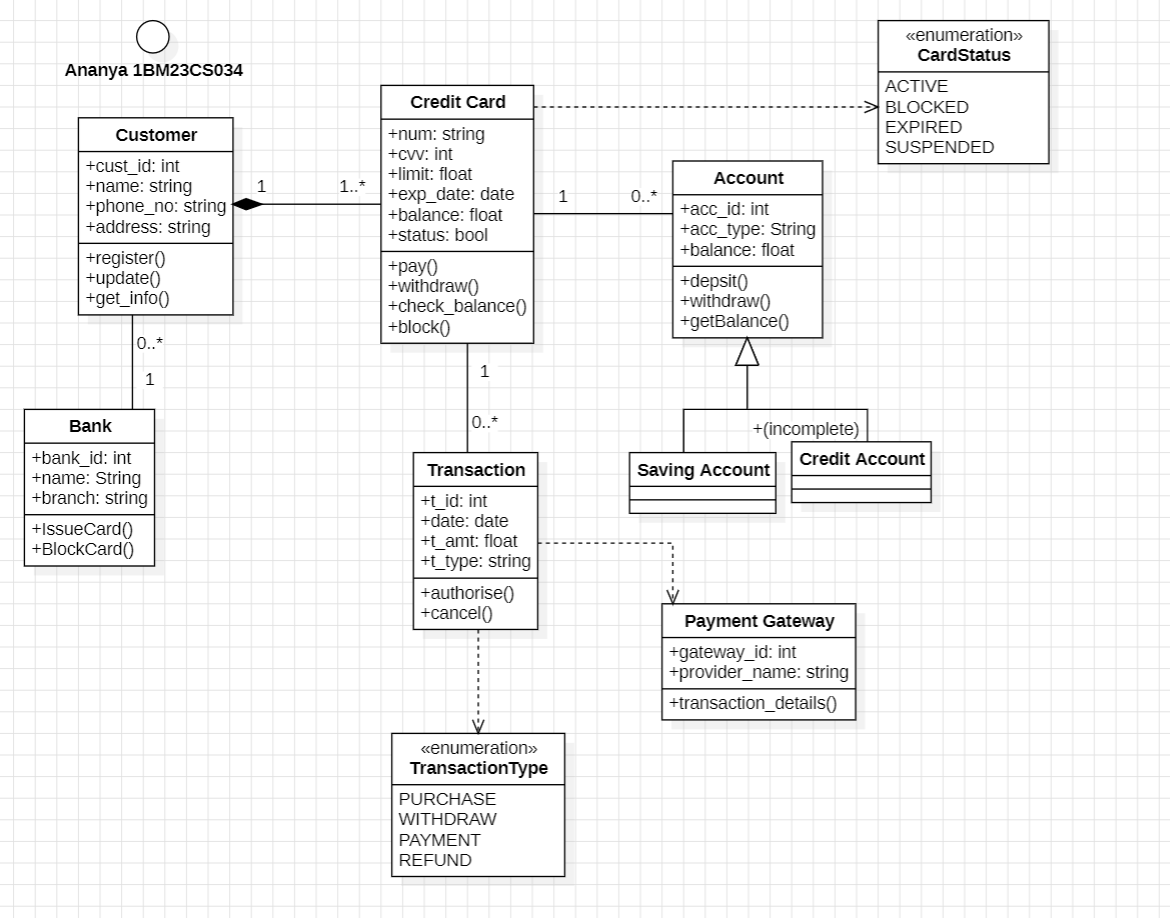 Ananya 1BM23CS034
Customer
+cust_id: int
+name: string
+phone_no: string
+address: string
+register()
+update()
+get_info()
1
1..*
Credit Card
+num: string
+cvv: int
+limit: float
+exp_date: date
+balance: float
+status: bool
+pay()
+withdraw()
+check_balance()
+block()
«enumeration»
CardStatus
ACTIVE
BLOCKED
EXPIRED
SUSPENDED
1
0..*
Account
+acc_id: int
+acc_type: String
+balance: float
+depsit()
+withdraw()
+getBalance()
0..*
1
Bank
+bank_id: int
+name: String
+branch: string
+IssueCard()
+BlockCard()
1
0..*
Transaction
+t_id: int
+date: date
+t_amt: float
+t_type: string
+authorise()
+cancel()
+(incomplete)
Saving Account
Credit Account
Payment Gateway
+gateway_id: int
+provider_name: string
+transaction_details()
«enumeration»
TransactionType
PURCHASE
WITHDRAW
PAYMENT
REFUND